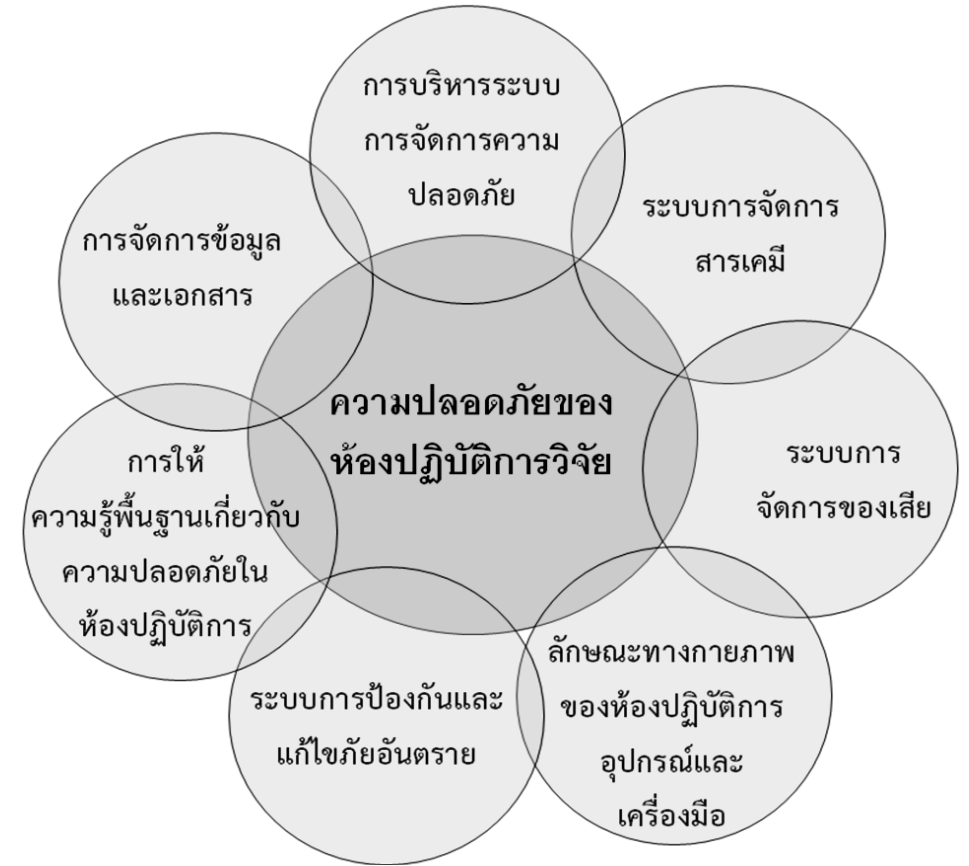 การบริหารระบบ
การจัดการความ
ปลอดภัย
ระบบการจัดการ
สารเคมี
ระบบการ
จัดการของเสีย
ลักษณะทางกายภาพ
ของห้องปฏิบัติการ
อุปกรณ์และ
เครื่องมือ
ระบบการป้องกันและ
แก้ไขภัยอันตราย
การให้
ความรู้พื้นฐานเกี่ยวกับ
ความปลอดภัยใน
ห้องปฏิบัติการ
การจัดการข้อมูล
และเอกสาร
ความปลอดภัยของ
ห้องปฏิบัติการวิจัย